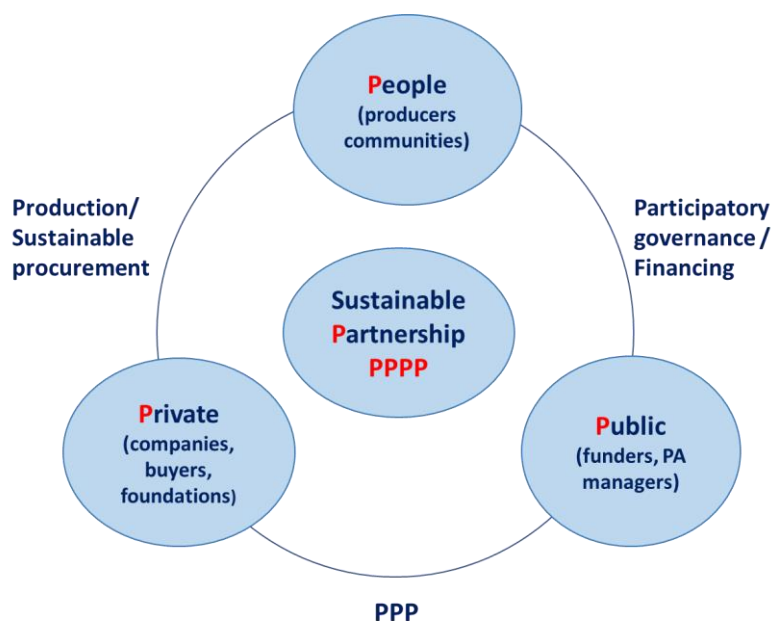 People
(producers
communities)
Production/
Sustainable
procurement
Participatory
governance /
Financing
Sustainable
Partnership
PPPP
Private
(companies,
buyers,
foundations)
Public
(funders, PA
managers)
PPP